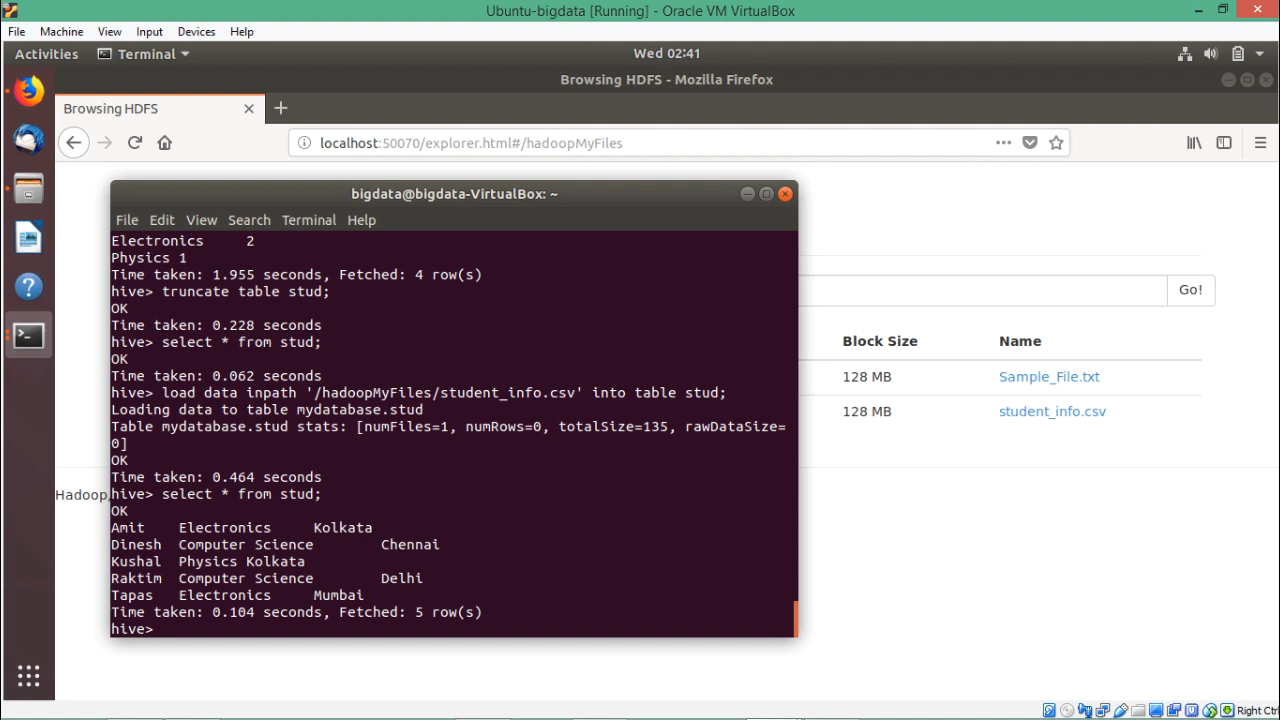 Ubuntu-bigdata [Running] - Oracle VM VirtualBox
File Machine View Input Devices Help
Activities Terminal Wed 02:41
Browsing HDFS - Mozilla Firefox
Browsing HDFS
localhost:50070/explorer.html#/hadoopMyFiles
bigdata@bigdata-VirtualBox: ~
File Edit View Search Terminal Help
Electronics 2
Physics 1
Time taken: 1.955 seconds, Fetched: 4 row(s)
hive> truncate table stud;
OK
Time taken: 0.228 seconds
hive> select * from stud;
OK
Time taken: 0.062 seconds
hive> load data inpath '/hadoopMyFiles/student_info.csv' into table stud;
Loading data to table mydatabase.stud
Table mydatabase.stud stats: [numFiles=1, numRows=0, totalSize=135, rawDataSize=
0]
OK
Time taken: 0.464 seconds
hive> select * from stud;
OK
Amit Electronics Kolkata
Dinesh Computer Science Chennai
Kushal Physics Kolkata
Raktim Computer Science Delhi
Tapas Electronics Mumbai
Time taken: 0.104 seconds, Fetched: 5 row(s)
hive>
Go!
Block Size Name
128 MB Sample_File.txt
128 MB student_info.csv
Hadoop,
Right Ctrl